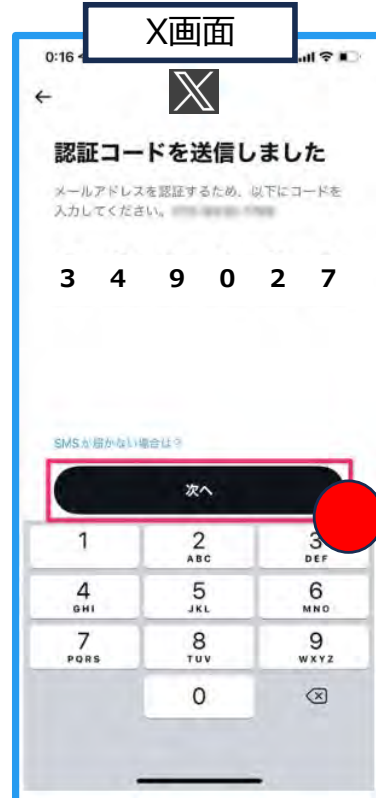 X画面
0:16
認証コードを送信しました
メールアドレスを認証するため、以下にコードを
入力してください。
3 4 9 0 2 7
SMSが届かない場合は?
次へ
1 2 3
ABC DEF
4 5 6
GHI JKL MNO
7 8 9
PQRS TUV WXYZ
0